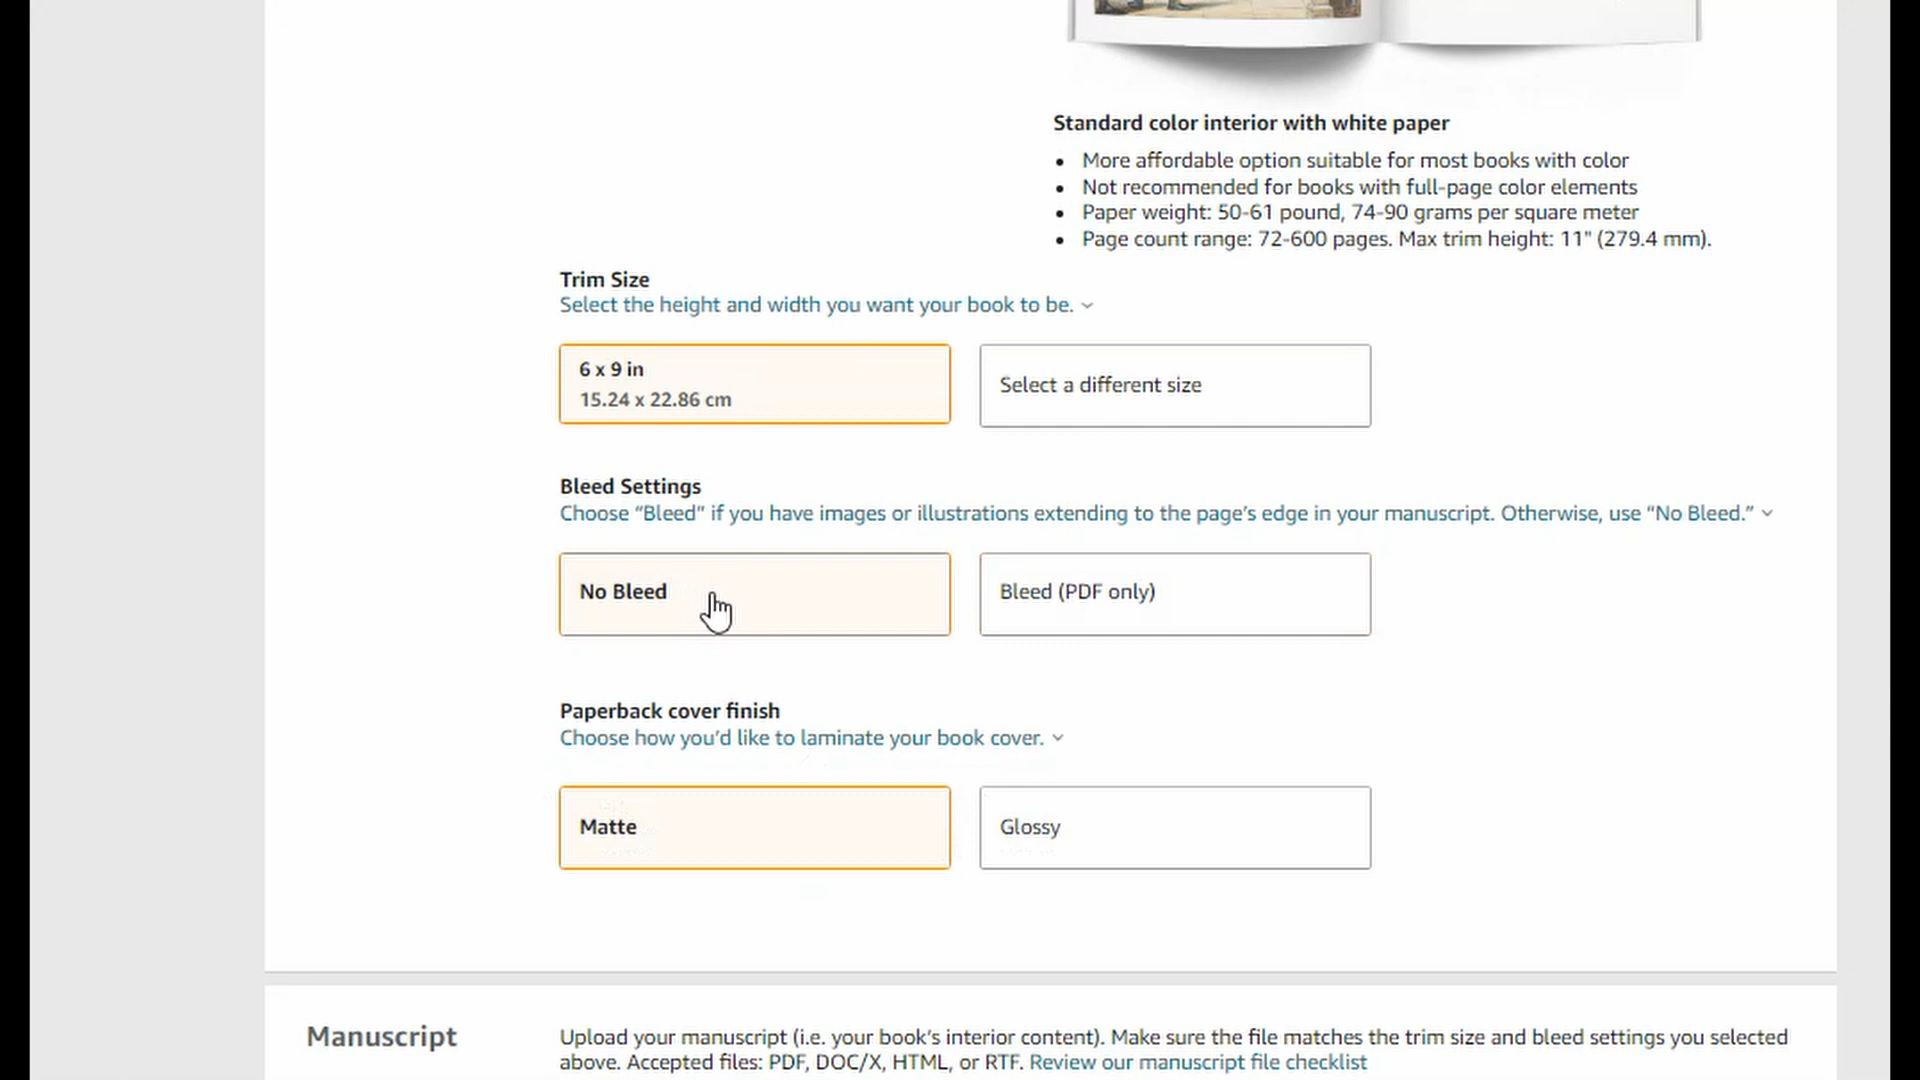 Standard color interior with white paper
• More affordable option suitable for most books with color
• Not recommended for books with full-page color elements
• Paper weight: 50-61 pound, 74-90 grams per square meter
• Page count range: 72-600 pages. Max trim height: 11" (279.4 mm).
Trim Size
Select the height and width you want your book to be.
6 x 9 in
15.24 x 22.86 cm
Select a different size
Bleed Settings
Choose “Bleed” if you have images or illustrations extending to the page’s edge in your manuscript. Otherwise, use “No Bleed.”
No Bleed
Bleed (PDF only)
Paperback cover finish
Choose how you’d like to laminate your book cover.
Matte
Glossy
Manuscript
Upload your manuscript (i.e. your book’s interior content). Make sure the file matches the trim size and bleed settings you selected
above. Accepted files: PDF, DOC/X, HTML, or RTF. Review our manuscript file checklist